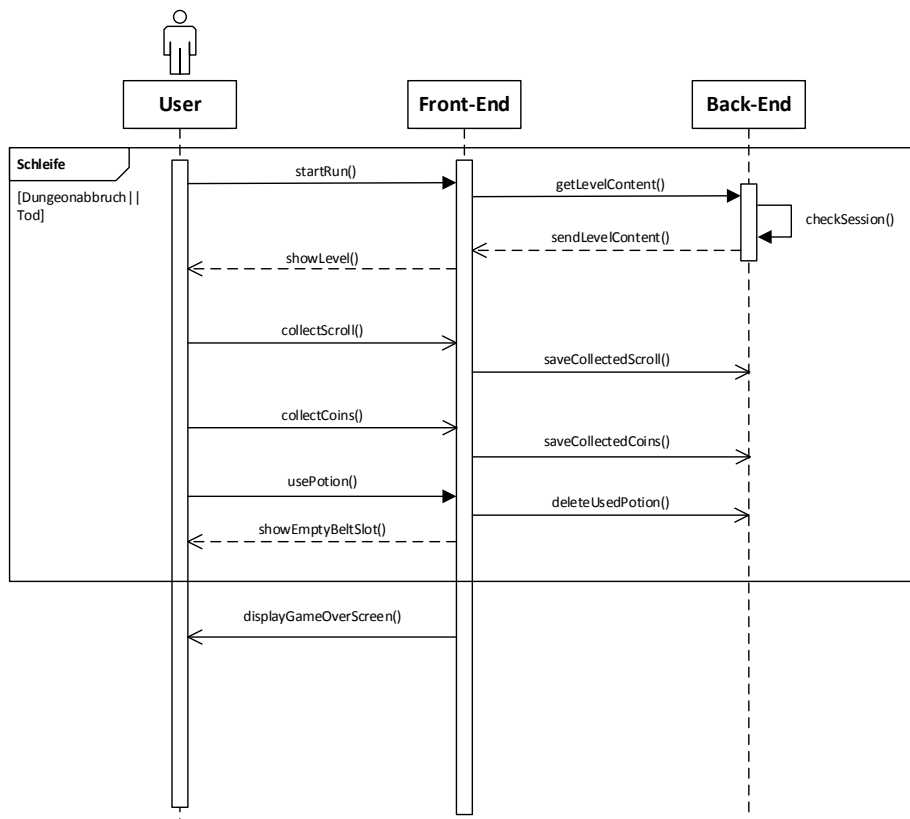 User
Front-End
Back-End
Schleife
[Dungeonabbruch||
Tod]
startRun()
getLevelContent()
checkSession()
sendLevelContent()
showLevel()
collectScroll()
saveCollectedScroll()
collectCoins()
saveCollectedCoins()
usePotion()
deleteUsedPotion()
showEmptyBeltSlot()
displayGameOverScreen()